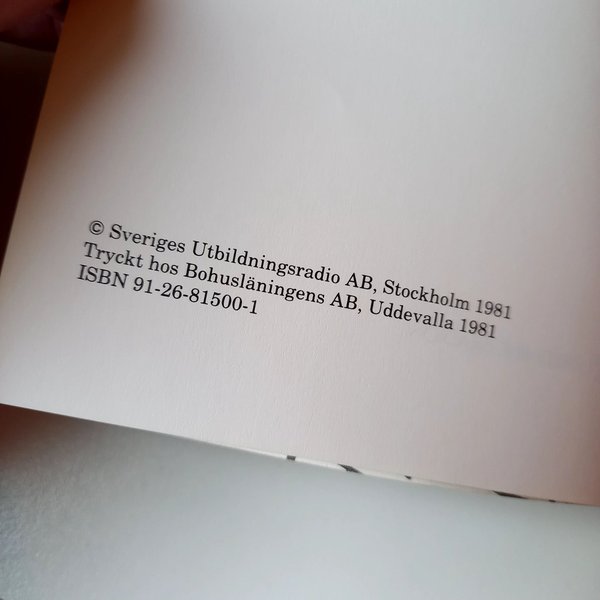 © Sveriges Utbildningsradio AB, Stockholm 1981
Tryckt hos Bohusläningens AB, Uddevalla 1981
ISBN 91-26-81500-1